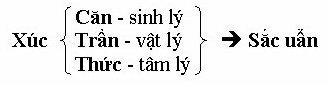 Căn - sinh lý
Xúc Trần - vật lý ➔ Sắc uẩn
Thức - tâm lý